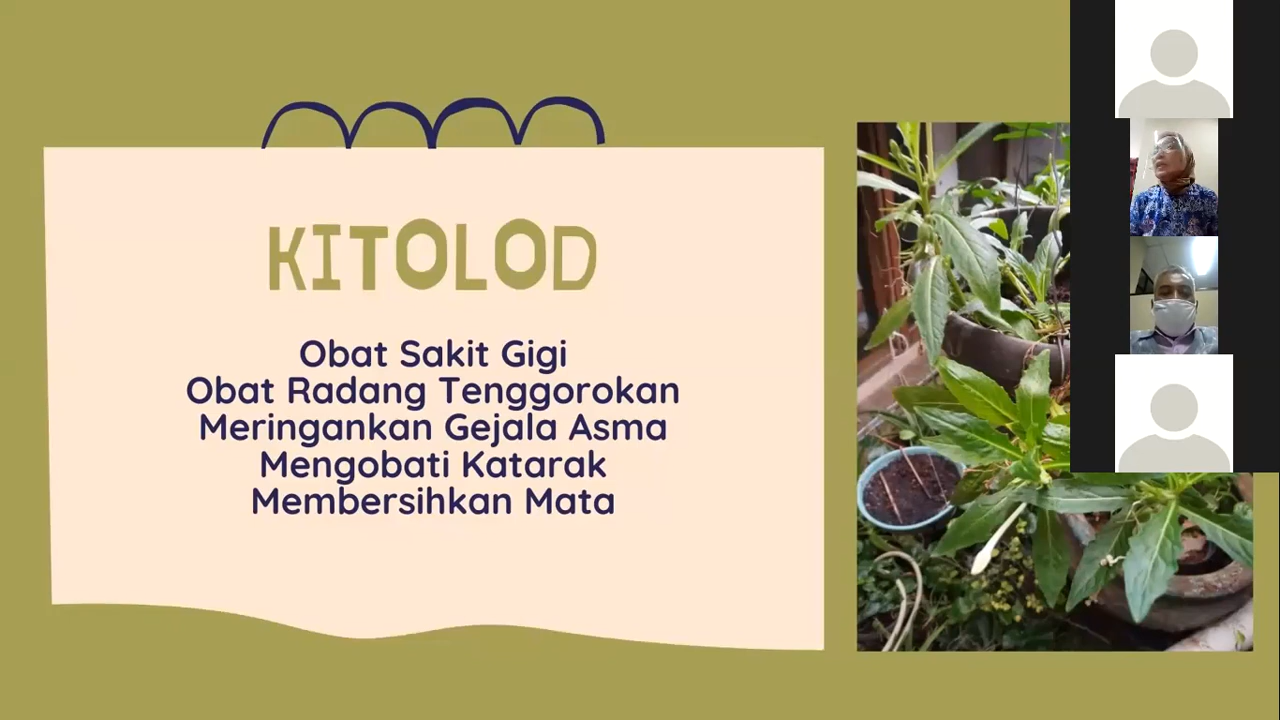 KITOLOD
Obat Sakit Gigi
Obat Radang Tenggorokan
Meringankan Gejala Asma
Mengobati Katarak
Membersihkan Mata